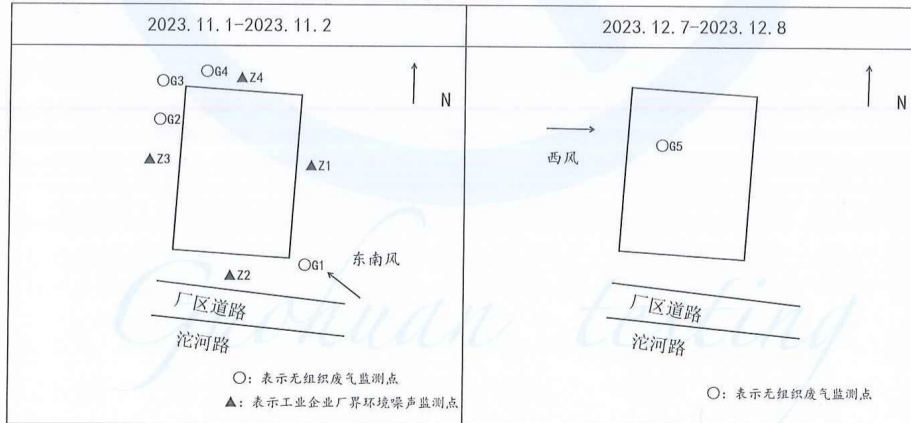 2023.11.1-2023.11.2
2023.12.7-2023.12.8
G3
G4
Z4
N
G2
Z3
Z1
东南风
G1
Z2
厂区道路
沱河路
○: 表示无组织废气监测点
▲: 表示工业企业厂界环境噪声监测点
N
西风
G5
厂区道路
沱河路
○: 表示无组织废气监测点
Gaohuan testing